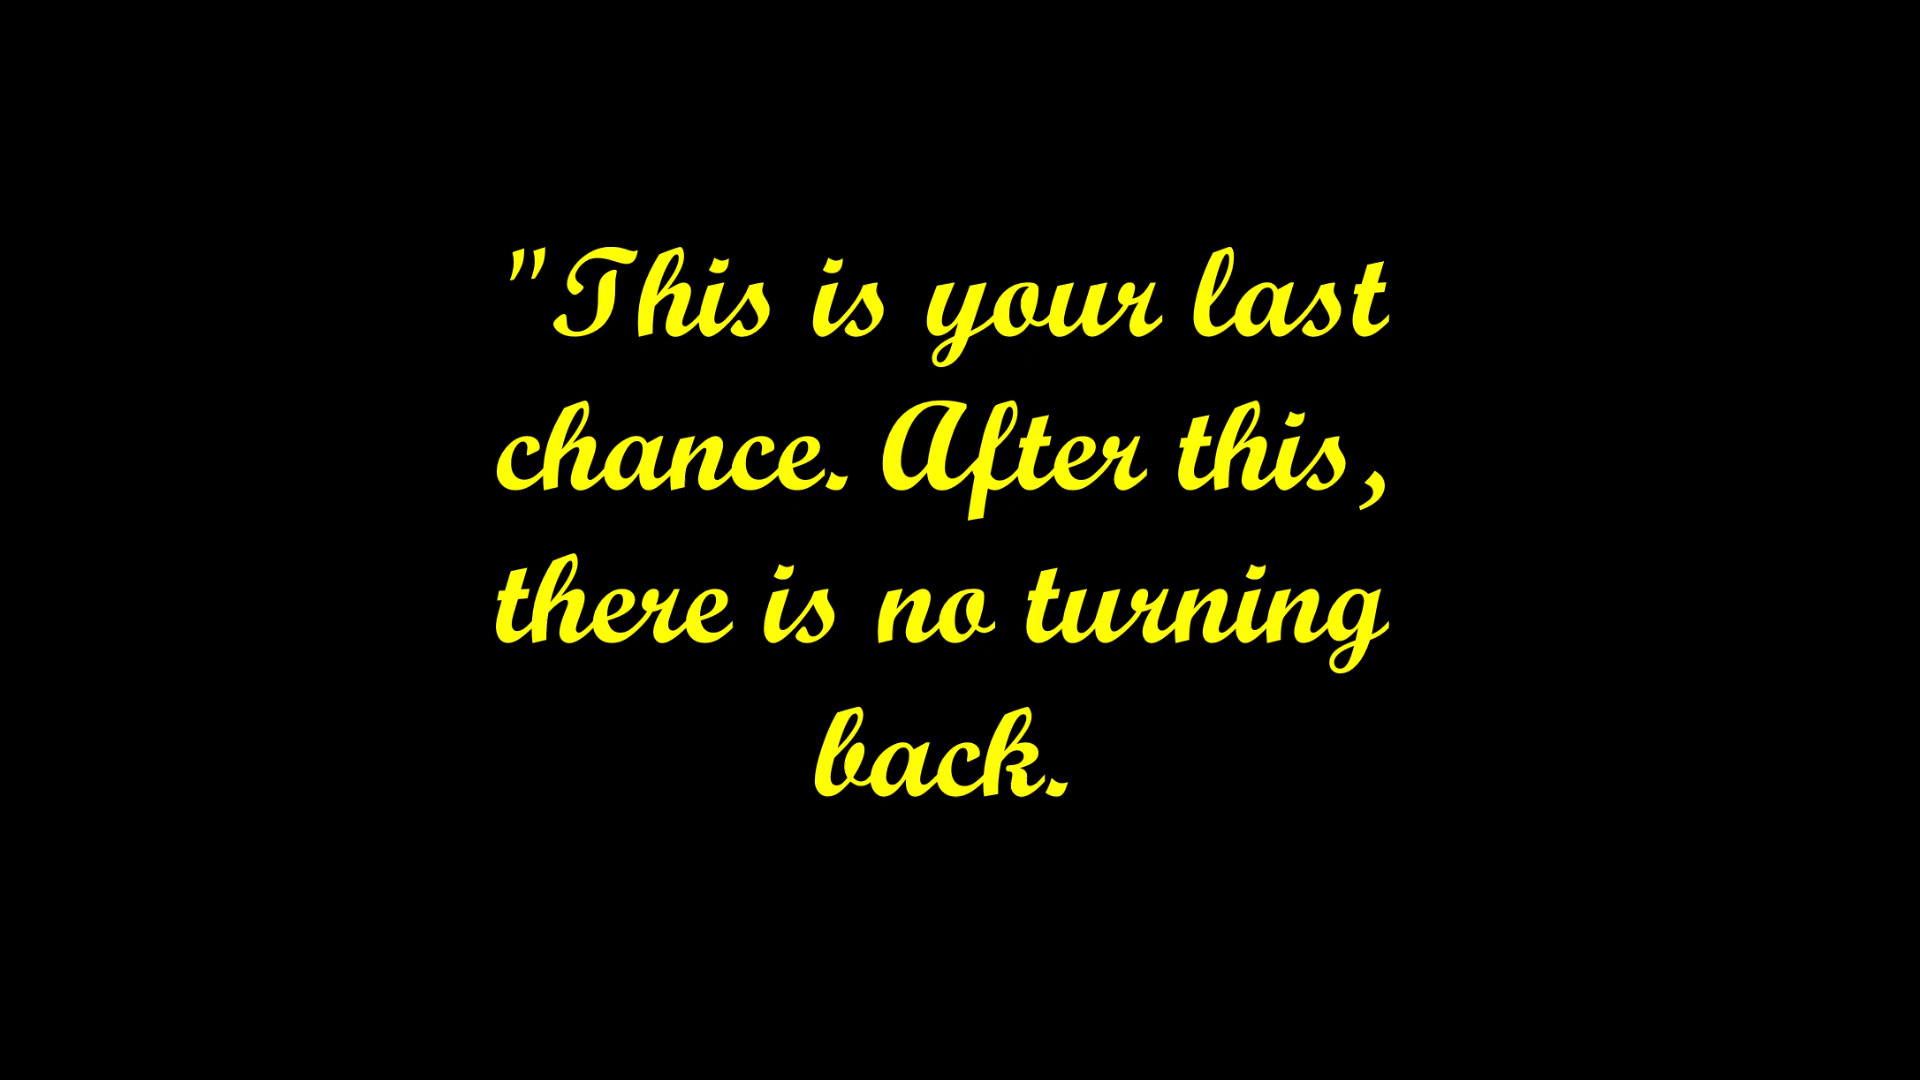 "This is your last
chance. After this,
there is no turning
back.